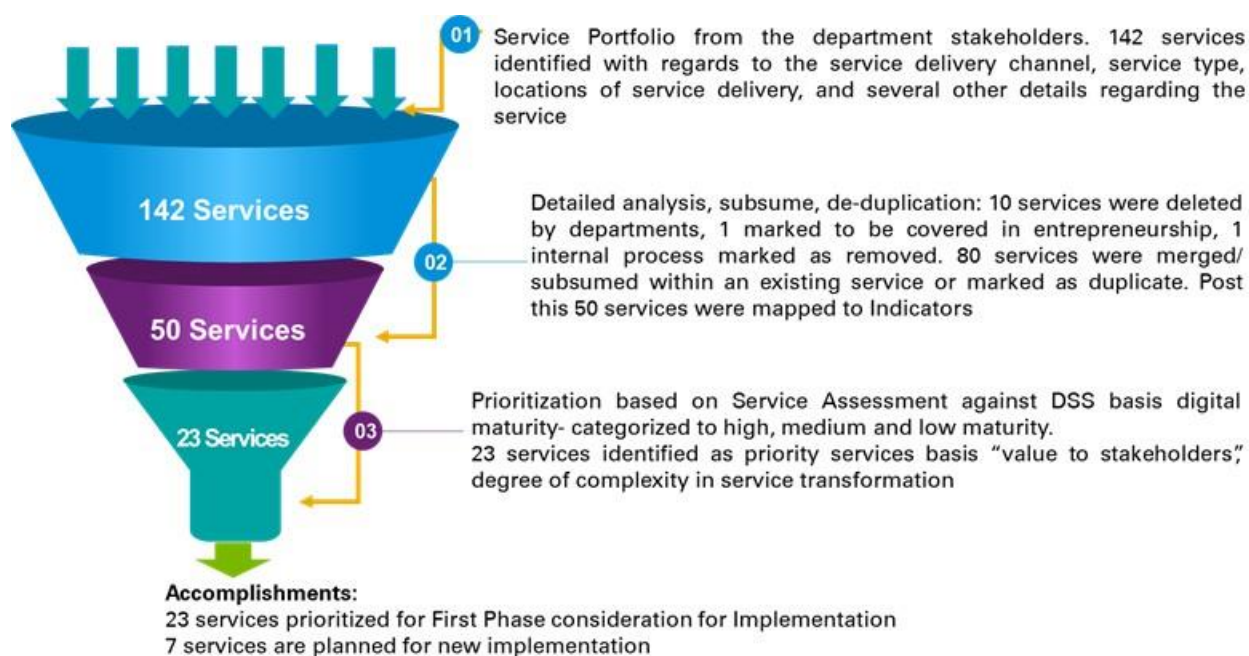 01
Service Portfolio from the department stakeholders. 142 services
identified with regards to the service delivery channel, service type,
locations of service delivery, and several other details regarding the
service
142 Services
02
Detailed analysis, subsume, de-duplication: 10 services were deleted
by departments, 1 marked to be covered in entrepreneurship, 1
internal process marked as removed. 80 services were merged/
subsumed within an existing service or marked as duplicate. Post
this 50 services were mapped to Indicators
50 Services
03
Prioritization based on Service Assessment against DSS basis digital
maturity- categorized to high, medium and low maturity.
23 services identified as priority services basis “value to stakeholders”,
degree of complexity in service transformation
23 Services
Accomplishments:
23 services prioritized for First Phase consideration for Implementation
7 services are planned for new implementation